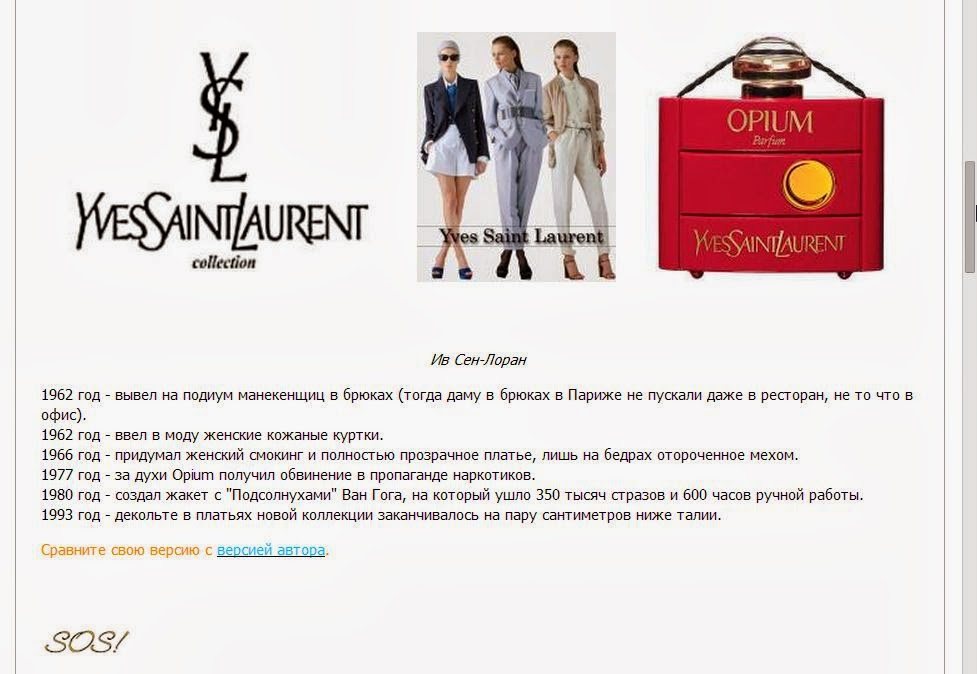 YSL
YvesSaintLaurent
collection
Yves Saint Laurent
OPIUM
Parfum
YvesSaintLaurent
Ив Сен-Лоран
1962 год - вывел на подиум манекенщиц в брюках (тогда даму в брюках в Париже не пускали даже в ресторан, не то что в
офис).
1962 год - ввел в моду женские кожаные куртки.
1966 год - придумал женский смокинг и полностью прозрачное платье, лишь на бедрах отороченное мехом.
1977 год - за духи Opium получил обвинение в пропаганде наркотиков.
1980 год - создал жакет с "Подсолнухами" Ван Гога, на который ушло 350 тысяч стразов и 600 часов ручной работы.
1993 год - декольте в платьях новой коллекции заканчивалось на пару сантиметров ниже талии.
Сравните свою версию с версией автора.
SOS!